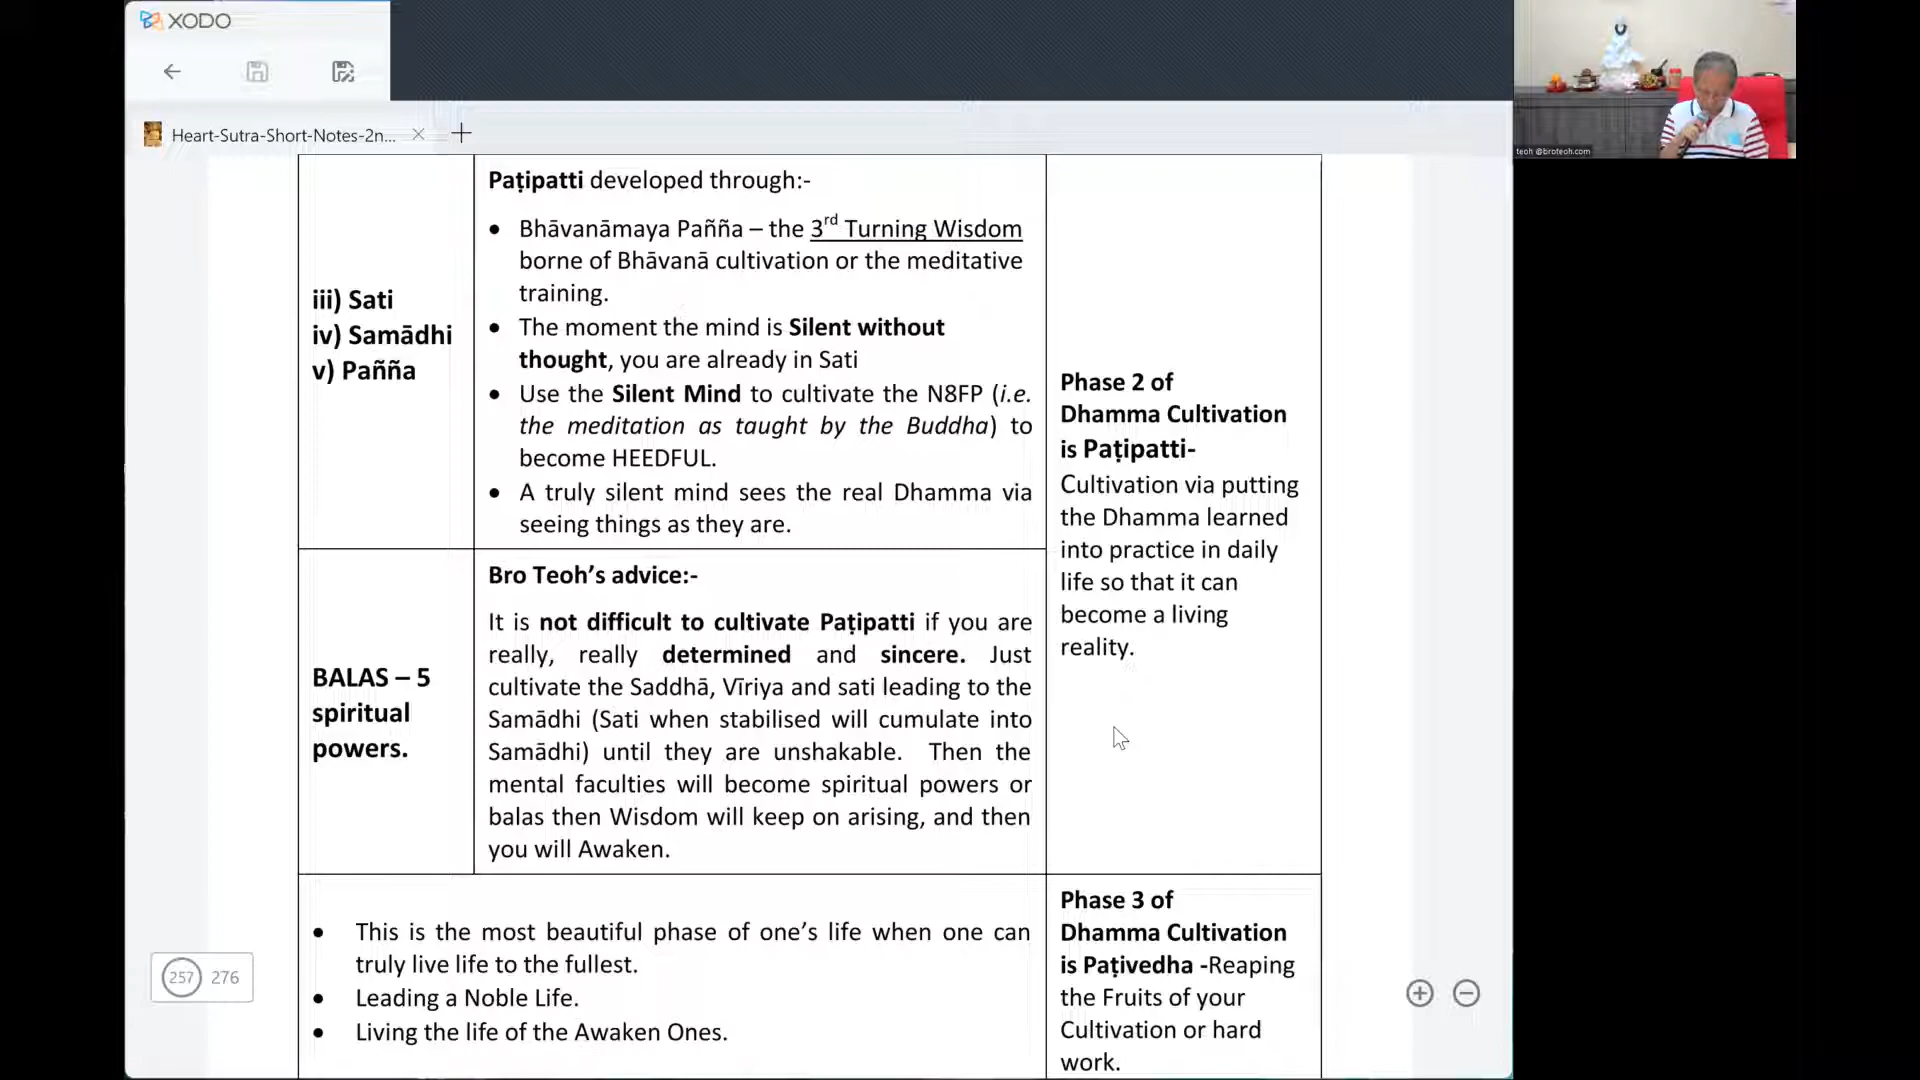 XODO
Heart-Sutra-Short-Notes-2n...
teoh @broteoh.com
iii) Sati
iv) Samādhi
v) Pañña
Paṭipatti developed through:-
• Bhāvanāmaya Pañña – the 3rd Turning Wisdom
borne of Bhāvanā cultivation or the meditative
training.
• The moment the mind is Silent without
thought, you are already in Sati
• Use the Silent Mind to cultivate the N8FP (i.e.
the meditation as taught by the Buddha) to
become HEEDFUL.
• A truly silent mind sees the real Dhamma via
seeing things as they are.
Phase 2 of
Dhamma Cultivation
is Paṭipatti-
Cultivation via putting
the Dhamma learned
into practice in daily
life so that it can
become a living
reality.
BALAS – 5
spiritual
powers.
Bro Teoh's advice:-
It is not difficult to cultivate Paṭipatti if you are
really, really determined and sincere. Just
cultivate the Saddhā, Vīriya and sati leading to the
Samādhi (Sati when stabilised will cumulate into
Samādhi) until they are unshakable. Then the
mental faculties will become spiritual powers or
balas then Wisdom will keep on arising, and then
you will Awaken.
• This is the most beautiful phase of one's life when one can
truly live life to the fullest.
• Leading a Noble Life.
• Living the life of the Awaken Ones.
Phase 3 of
Dhamma Cultivation
is Paṭivedha -Reaping
the Fruits of your
Cultivation or hard
work.
257 276